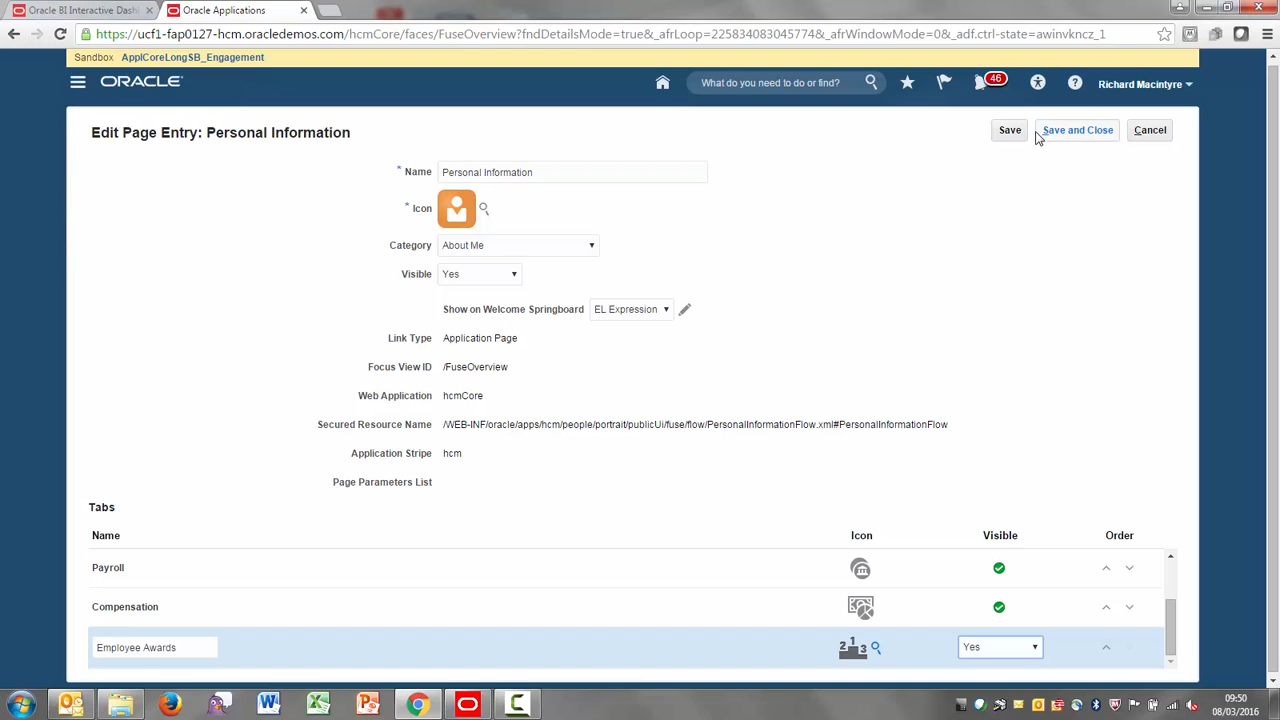 Oracle BI Interactive Dash
Oracle Applications
https://ucf1-fap0127-hcm.oracledemos.com/hcmCore/faces/FuseOverview?fndDetlsMode=true&_afrLoop=225834083045774&_afrWindowMode=0&_adf.ctrl-state=awinvkncz_1
Sandbox ApplCoreLongSB_Engagement
ORACLE
What do you need to do or find?
46
Richard Macintyre
Edit Page Entry: Personal Information
Save
Save and Close
Cancel
* Name Personal Information
* Icon
Category About Me
Visible Yes
Show on Welcome Springboard EL Expression
Link Type Application Page
Focus View ID /FuseOverview
Web Application hcmCore
Secured Resource Name /WEB-INF/oracle/apps/hcm/people/portrait/publicUi/fuse/flow/PersonalInformationFlow.xml#PersonalInformationFlow
Application Stripe hcm
Page Parameters List
Tabs
Name Icon Visible Order
Payroll
Compensation
Employee Awards 2 1 3 Yes
09:50
08/03/2016